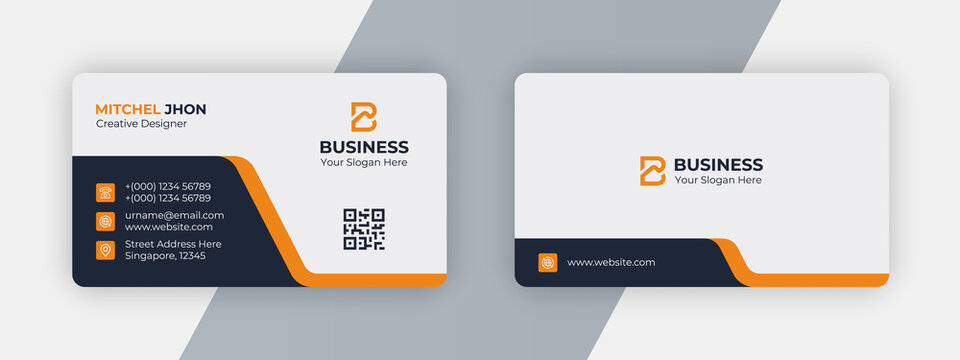 MITCHEL JHON
Creative Designer
BUSINESS
Your Slogan Here
+(000) 1234 56789
+(000) 1234 56789
urname@email.com
www.website.com
Street Address Here
Singapore, 12345
BUSINESS
Your Slogan Here
www.website.com